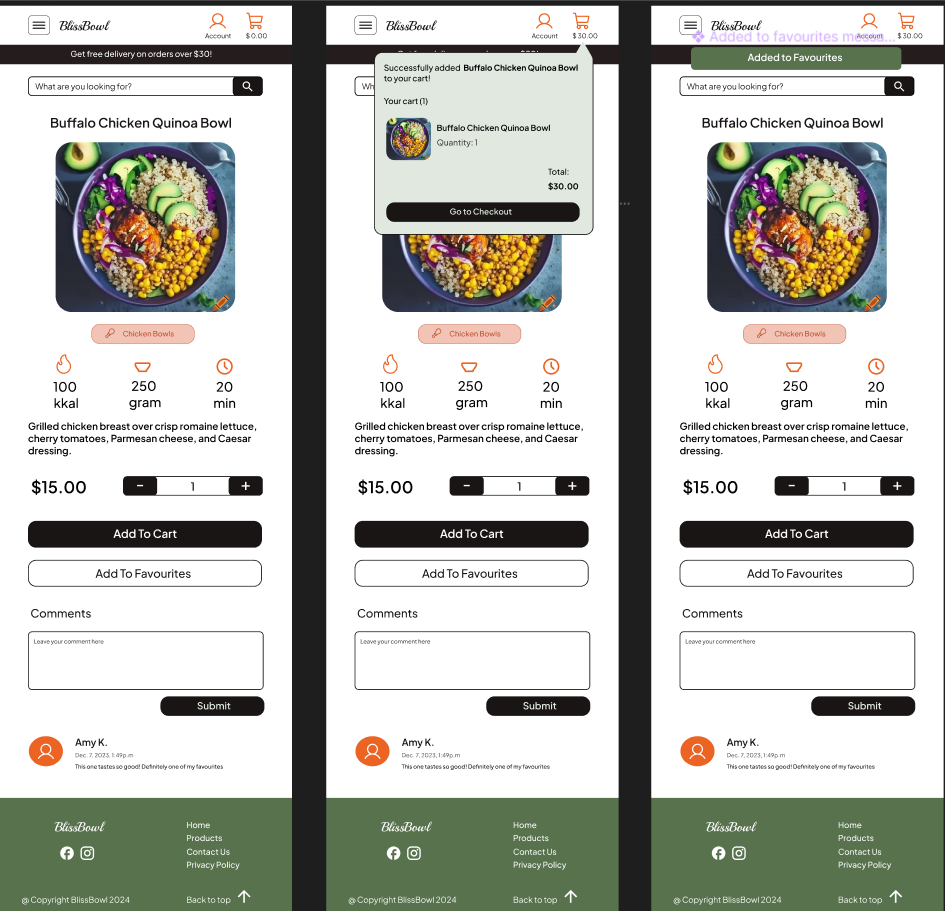 BlissBowl
Account
$ 0.00
Get free delivery on orders over $30!
What are you looking for?
Buffalo Chicken Quinoa Bowl
Chicken Bowls
100
kkal
250
gram
20
min
Grilled chicken breast over crisp romaine lettuce,
cherry tomatoes, Parmesan cheese, and Caesar
dressing.
$15.00
−
1
+
Add To Cart
Add To Favourites
Comments
Leave your comment here
Submit
Amy K.
Dec. 7, 2023, 1:49p.m
This one tastes so good! Definitely one of my favourites
BlissBowl
Home
Products
Contact Us
Privacy Policy
@ Copyright BlissBowl 2024
Back to top
BlissBowl
Account
$ 30.00
Successfully added Buffalo Chicken Quinoa Bowl
to your cart!
Your cart (1)
Buffalo Chicken Quinoa Bowl
Quantity: 1
Total:
$30.00
Go to Checkout
Wh
Chicken Bowls
100
kkal
250
gram
20
min
Grilled chicken breast over crisp romaine lettuce,
cherry tomatoes, Parmesan cheese, and Caesar
dressing.
$15.00
−
1
+
Add To Cart
Add To Favourites
Comments
Leave your comment here
Submit
Amy K.
Dec. 7, 2023, 1:49p.m
This one tastes so good! Definitely one of my favourites
BlissBowl
Home
Products
Contact Us
Privacy Policy
@ Copyright BlissBowl 2024
Back to top
BlissBowl
Account
$ 30.00
Added to favourites messa...
Added to Favourites
What are you looking for?
Buffalo Chicken Quinoa Bowl
Chicken Bowls
100
kkal
250
gram
20
min
Grilled chicken breast over crisp romaine lettuce,
cherry tomatoes, Parmesan cheese, and Caesar
dressing.
$15.00
−
1
+
Add To Cart
Add To Favourites
Comments
Leave your comment here
Submit
Amy K.
Dec. 7, 2023, 1:49p.m
This one tastes so good! Definitely one of my favourites
BlissBowl
Home
Products
Contact Us
Privacy Policy
@ Copyright BlissBowl 2024
Back to top